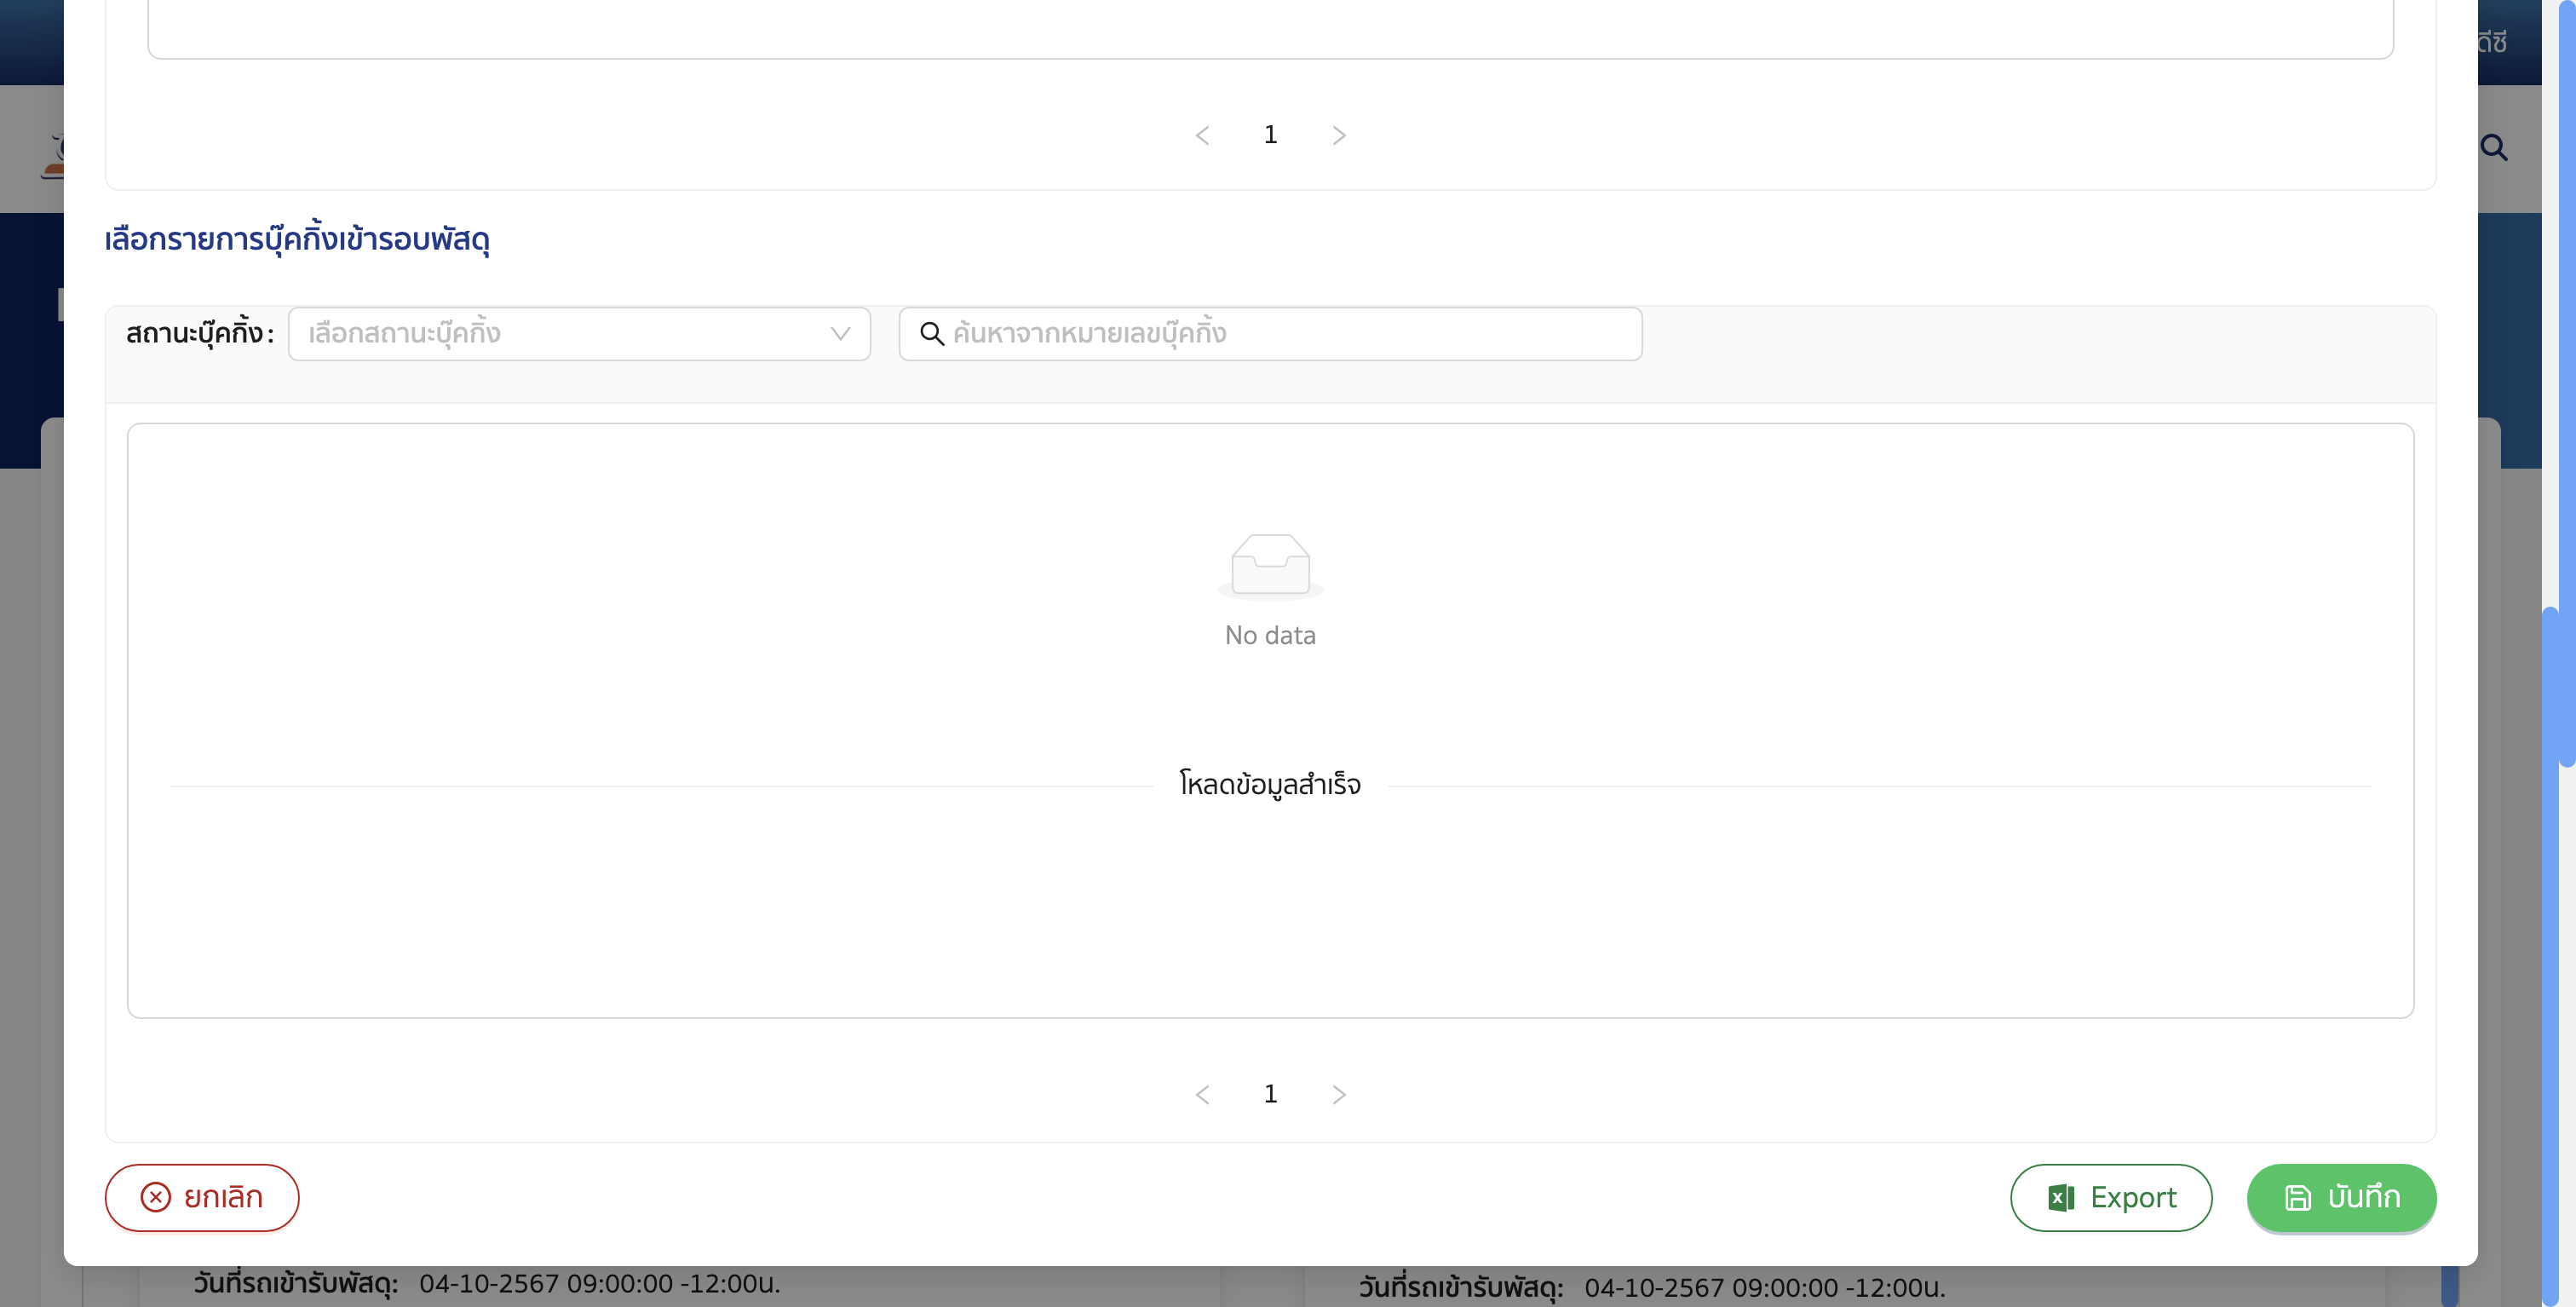 ดีซี
1
เลือกรายการบุ๊คกิ้งเข้ารอบพัสดุ
สถานะบุ๊คกิ้ง : เลือกสถานะบุ๊คกิ้ง ค้นหาจากหมายเลขบุ๊คกิ้ง
No data
โหลดข้อมูลสำเร็จ
1
ยกเลิก Export บันทึก
วันที่รถเข้ารับพัสดุ: 04-10-2567 09:00:00 -12:00น. วันที่รถเข้ารับพัสดุ: 04-10-2567 09:00:00 -12:00น.